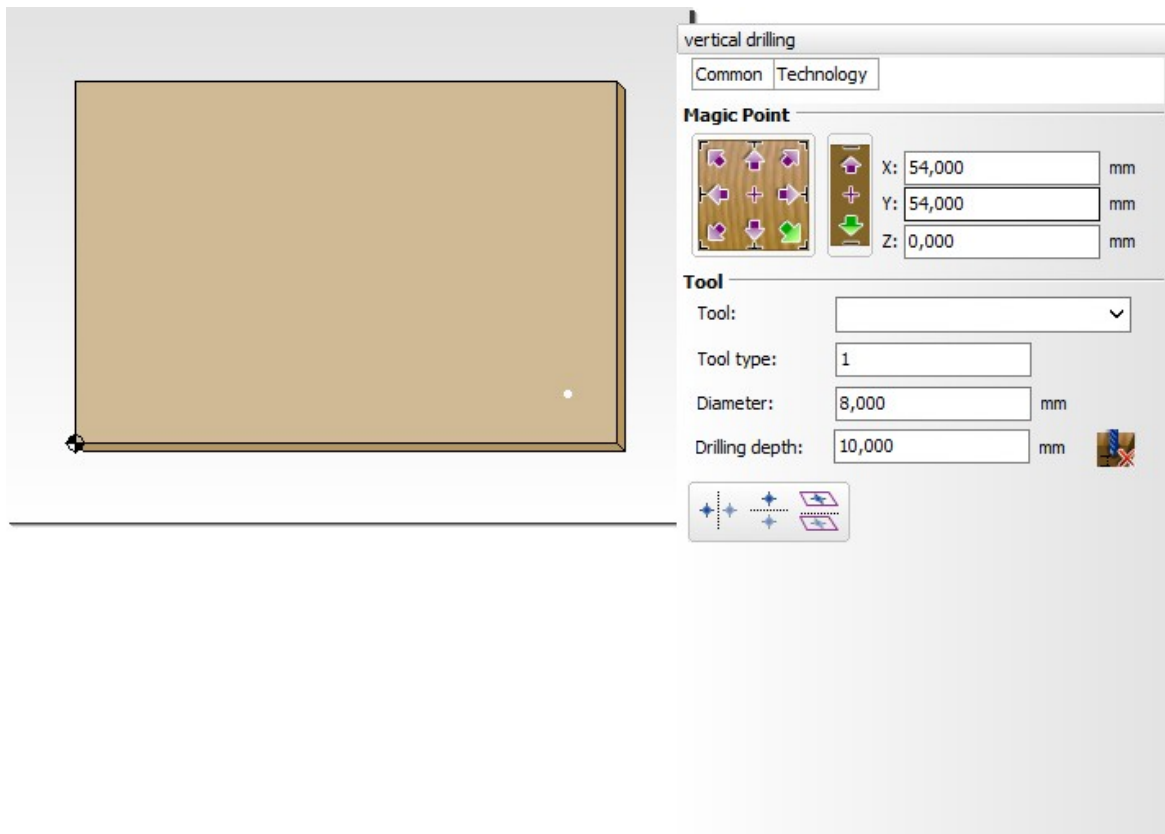 vertical drilling
Common Technology
Magic Point
X: 54,000 mm
Y: 54,000 mm
Z: 0,000 mm
Tool
Tool:
Tool type: 1
Diameter: 8,000 mm
Drilling depth: 10,000 mm